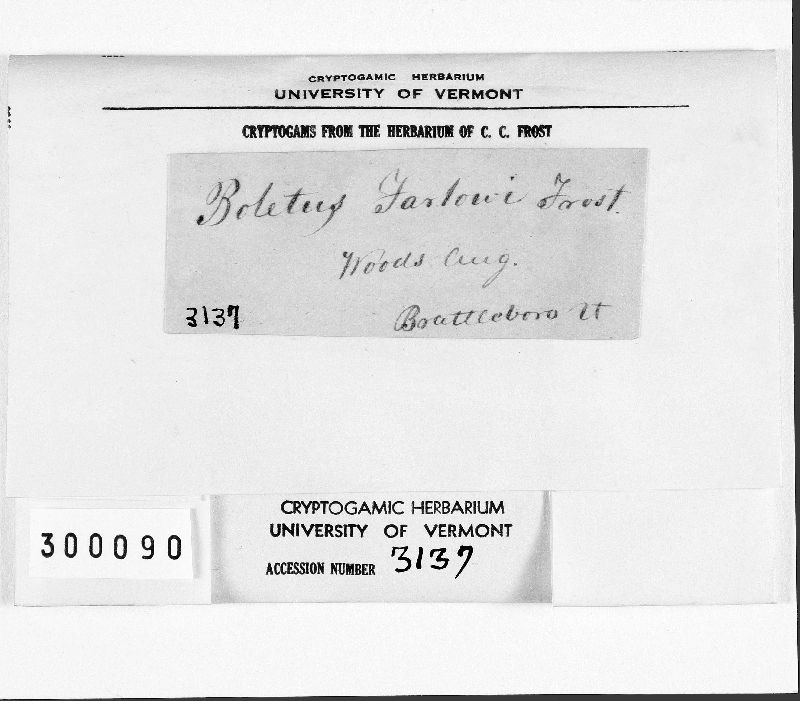 CRYPTOGAMIC HERBARIUM
UNIVERSITY OF VERMONT
CRYPTOGAMS FROM THE HERBARIUM OF C. C. FROST
Boletus Farlowi Frost.
Woods Aug.
3137 Brattleboro Vt
CRYPTOGAMIC HERBARIUM
UNIVERSITY OF VERMONT
ACCESSION NUMBER 3137
300090